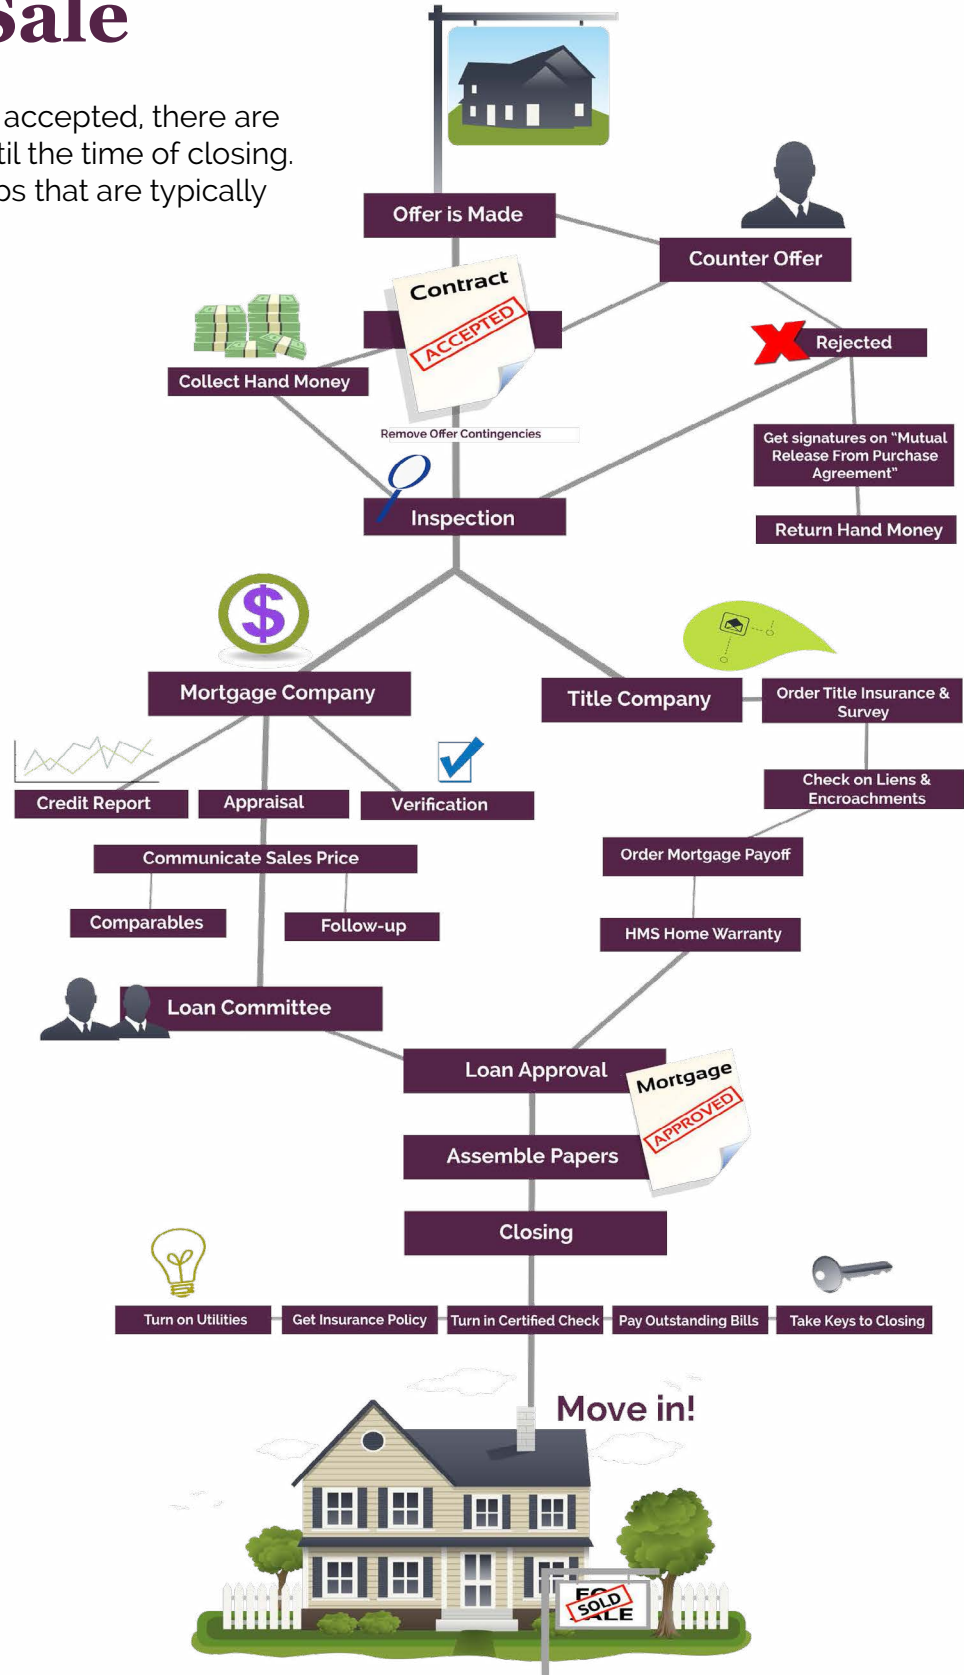 Sale
accepted, there are
til the time of closing.
ps that are typically
Offer is Made
Counter Offer
Contract
ACCEPTED
Rejected
Collect Hand Money
Remove Offer Contingencies
Get signatures on “Mutual
Release From Purchase
Agreement”
Inspection
Return Hand Money
$
Mortgage Company
Title Company
Order Title Insurance &
Survey
Credit Report
Appraisal
Verification
Check on Liens &
Encroachments
Communicate Sales Price
Order Mortgage Payoff
Comparables
Follow-up
HMS Home Warranty
Loan Committee
Loan Approval
Mortgage
APPROVED
Assemble Papers
Closing
Turn on Utilities
Get Insurance Policy
Turn in Certified Check
Pay Outstanding Bills
Take Keys to Closing
Move in!
SOLD